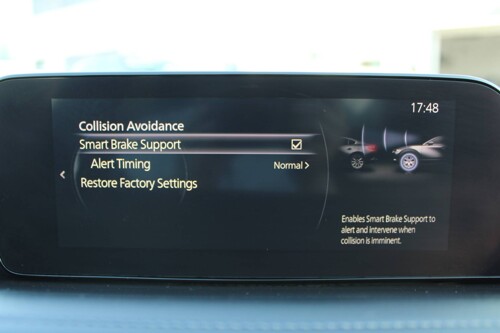 17:48
Collision Avoidance
Smart Brake Support
Alert Timing
Normal >
Restore Factory Settings
Enables Smart Brake Support to
alert and intervene when
collision is imminent.